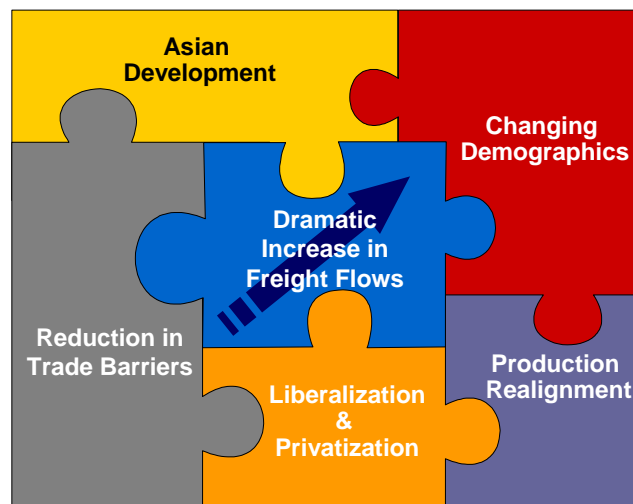 Asian
Development
Changing
Demographics
Dramatic
Increase in
Freight Flows
Reduction in
Trade Barriers
Production
Realignment
Liberalization
&
Privatization